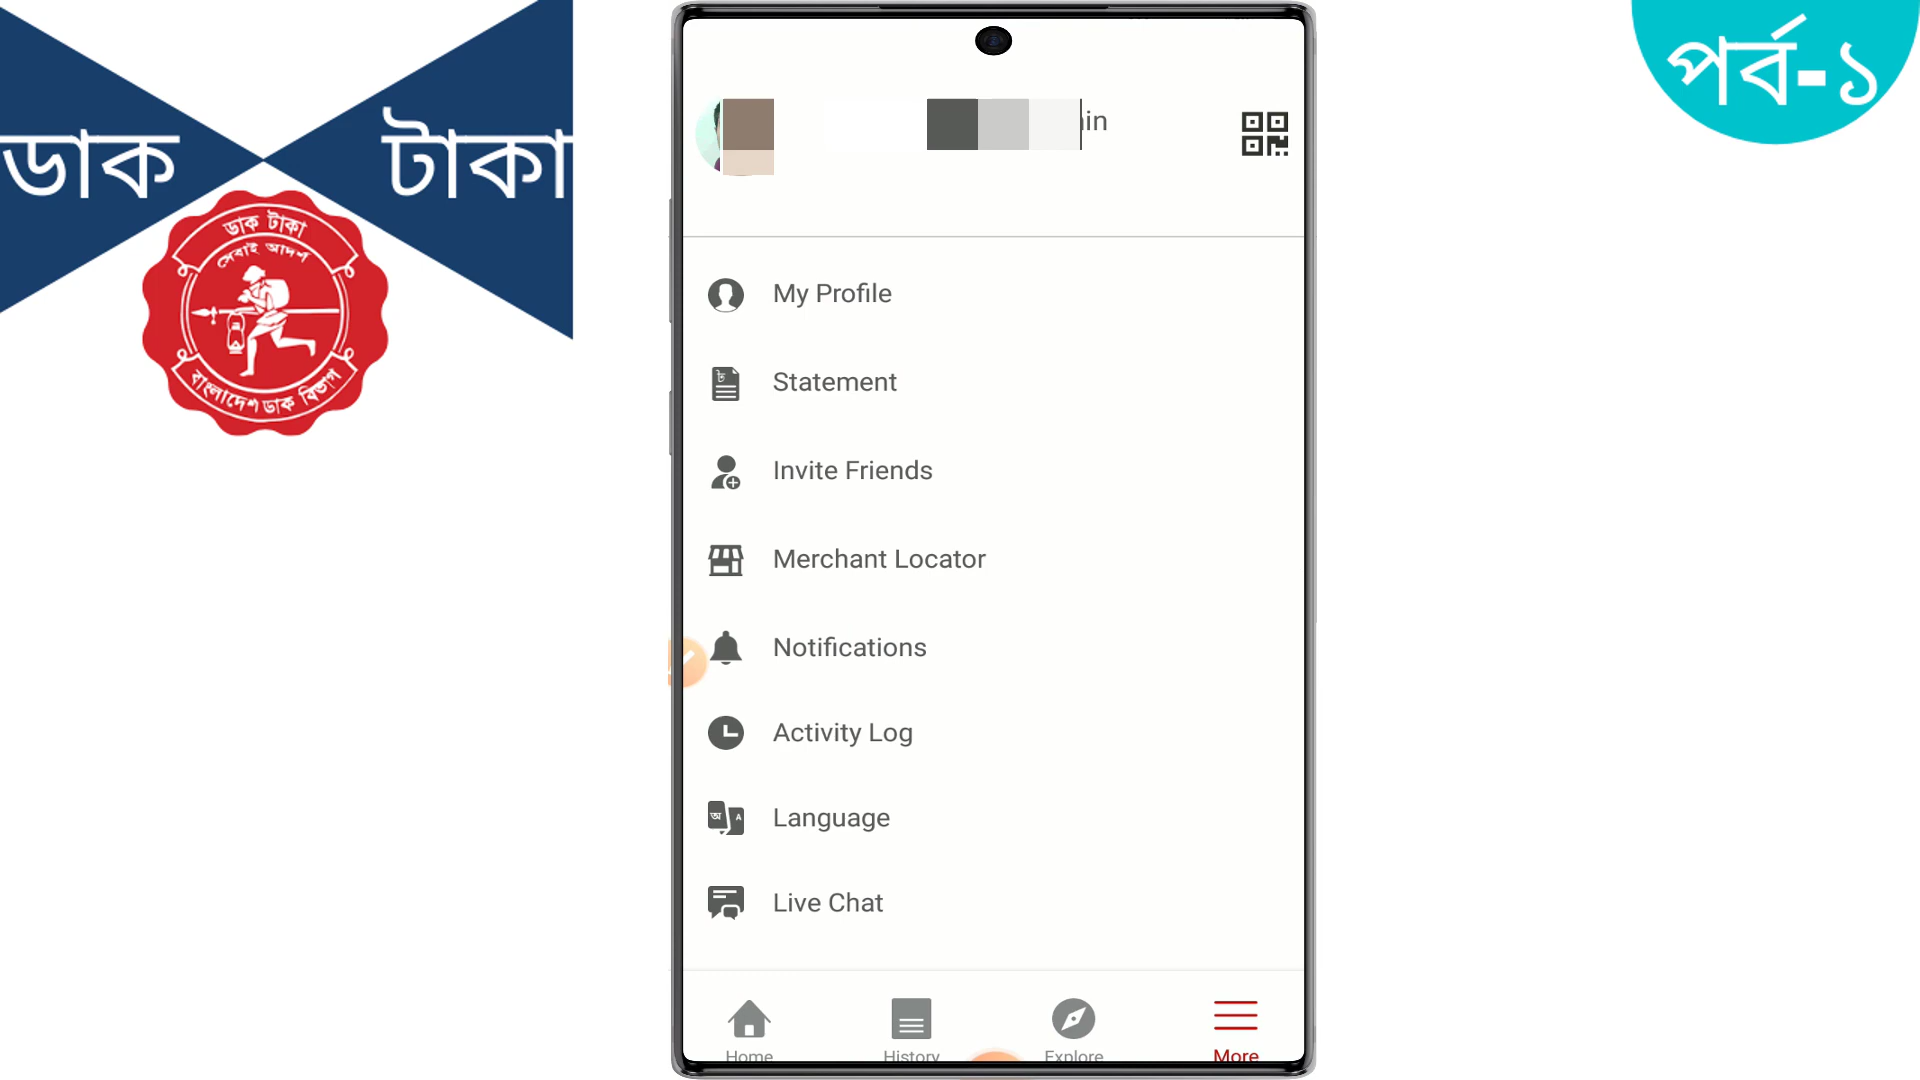 ডাক টাকা
ডাক টাকা
সেবাই আদর্শ
বাংলাদেশ ডাক বিভাগ
পর্ব-১
My Profile
Statement
Invite Friends
Merchant Locator
Notifications
Activity Log
Language
Live Chat
Home
History
Explore
More